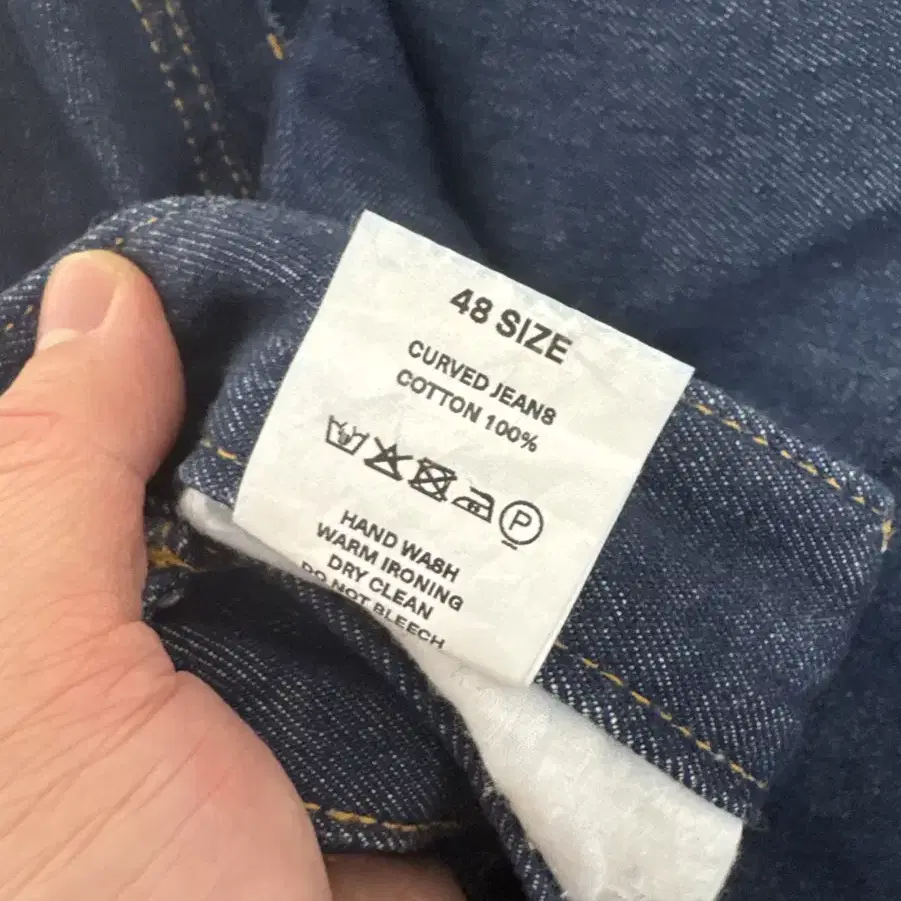 48 SIZE
CURVED JEANS
COTTON 100%
P
HAND WASH
WARM IRONING
DRY CLEAN
DO NOT BLEECH